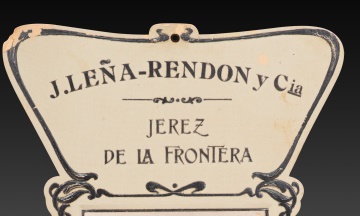 J. LEÑA-RENDON y Cia
JEREZ
DE LA FRONTERA